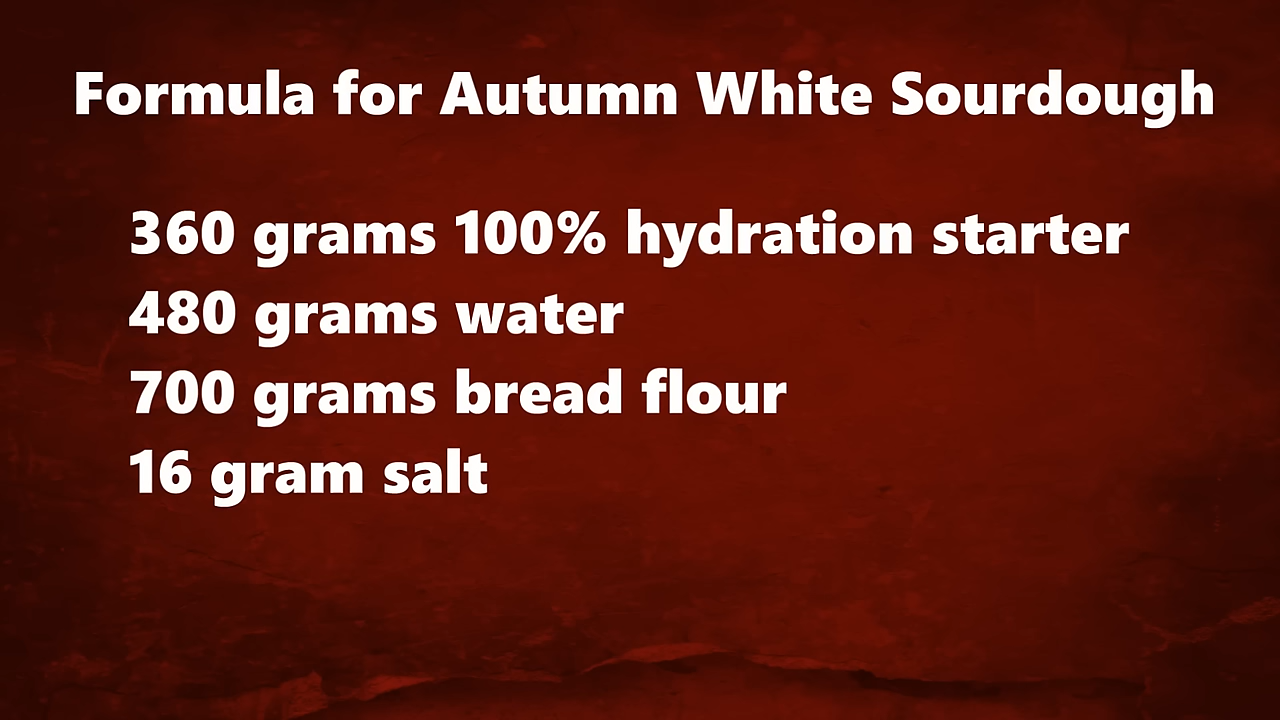 Formula for Autumn White Sourdough
360 grams 100% hydration starter
480 grams water
700 grams bread flour
16 gram salt